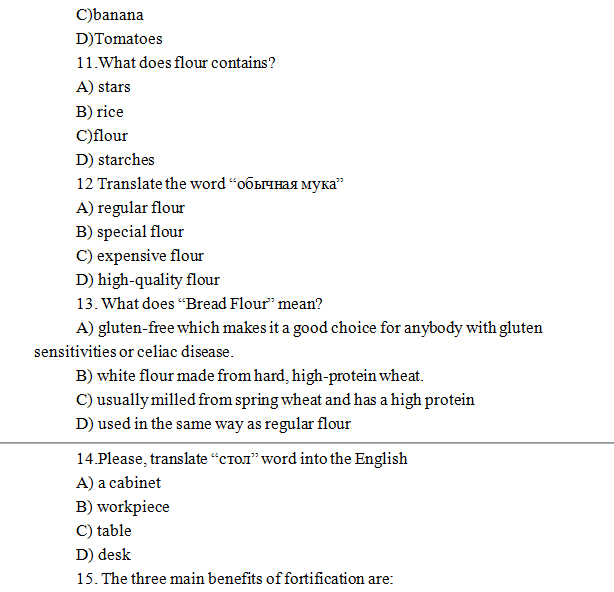 C)banana
D)Tomatoes
11.What does flour contains?
A) stars
B) rice
C)flour
D) starches
12 Translate the word “обычная мука”
A) regular flour
B) special flour
C) expensive flour
D) high-quality flour
13. What does “Bread Flour” mean?
A) gluten-free which makes it a good choice for anybody with gluten
sensitivities or celiac disease.
B) white flour made from hard, high-protein wheat.
C) usually milled from spring wheat and has a high protein
D) used in the same way as regular flour
14.Please, translate “стол” word into the English
A) a cabinet
B) workpiece
C) table
D) desk
15. The three main benefits of fortification are: